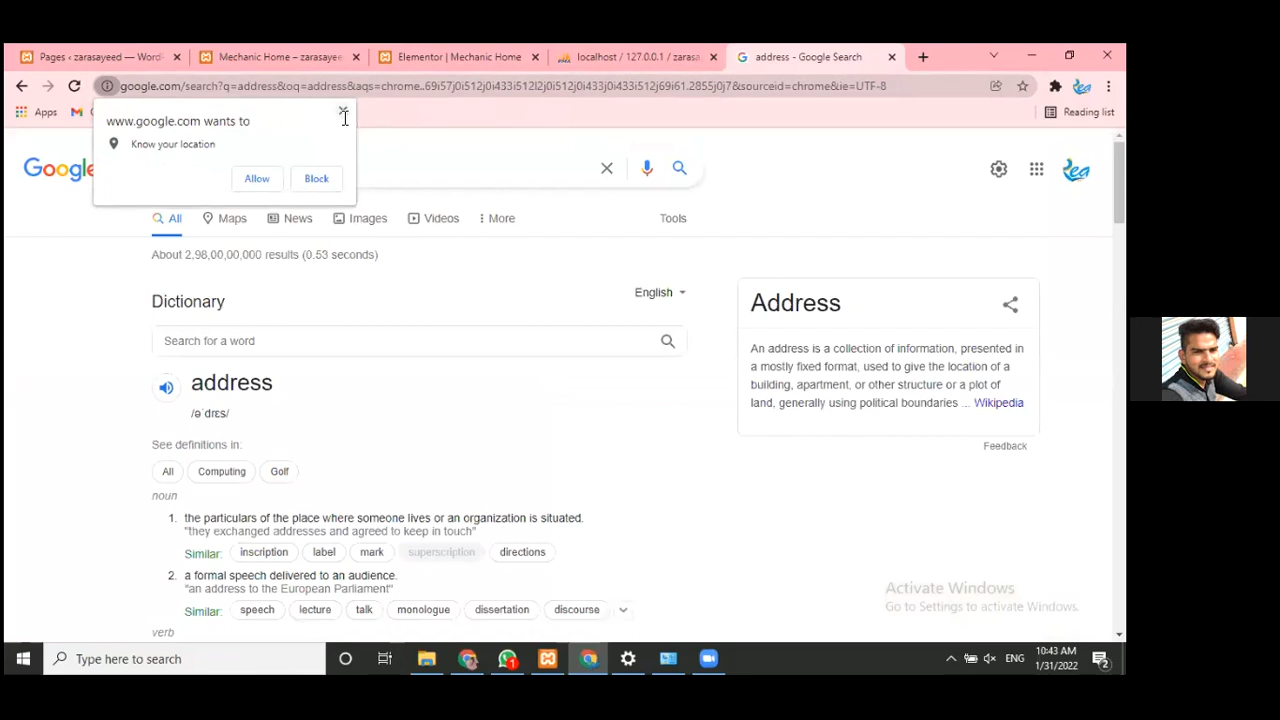 Pages ‹ zarasayeed — Word
Mechanic Home – zarasayee
Elementor | Mechanic Home
localhost / 127.0.0.1 / zarasa
address - Google Search
google.com/search?q=address&oq=address&aqs=chrome..69i57j0i512j0i433i512l2j0i512j0i433j0i433j0i512j69i61.2855j0j7&sourceid=chrome&ie=UTF-8
Apps
Reading list
www.google.com wants to
Know your location
Allow
Block
Google
All
Maps
News
Images
Videos
More
Tools
About 2,98,00,00,000 results (0.53 seconds)
Dictionary
English
Search for a word
address
/əˈdrɛs/
See definitions in:
All
Computing
Golf
noun
1. the particulars of the place where someone lives or an organization is situated.
"they exchanged addresses and agreed to keep in touch"
Similar: inscription label mark superscription directions
2. a formal speech delivered to an audience.
"an address to the European Parliament"
Similar: speech lecture talk monologue dissertation discourse
verb
Address
An address is a collection of information, presented in
a mostly fixed format, used to give the location of a
building, apartment, or other structure or a plot of
land, generally using political boundaries ... Wikipedia
Feedback
Activate Windows
Go to Settings to activate Windows.
Type here to search
1
ENG
10:43 AM
1/31/2022
2